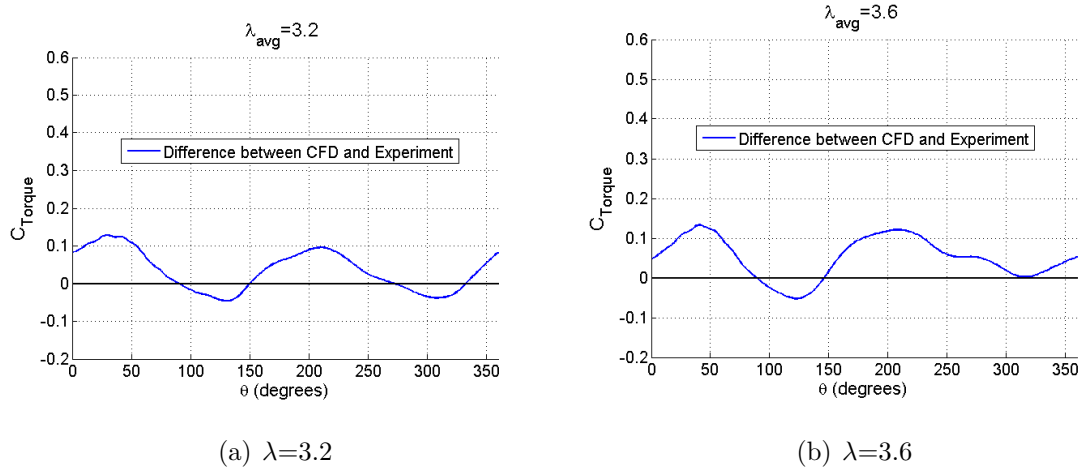 λavg=3.2
0.6
0.5
0.4
0.3
0.2
0.1
0
-0.1
-0.2
CTorque
Difference between CFD and Experiment
0 50 100 150 200 250 300 350
θ (degrees)
(a) λ=3.2
λavg=3.6
0.6
0.5
0.4
0.3
0.2
0.1
0
-0.1
-0.2
CTorque
Difference between CFD and Experiment
0 50 100 150 200 250 300 350
θ (degrees)
(b) λ=3.6